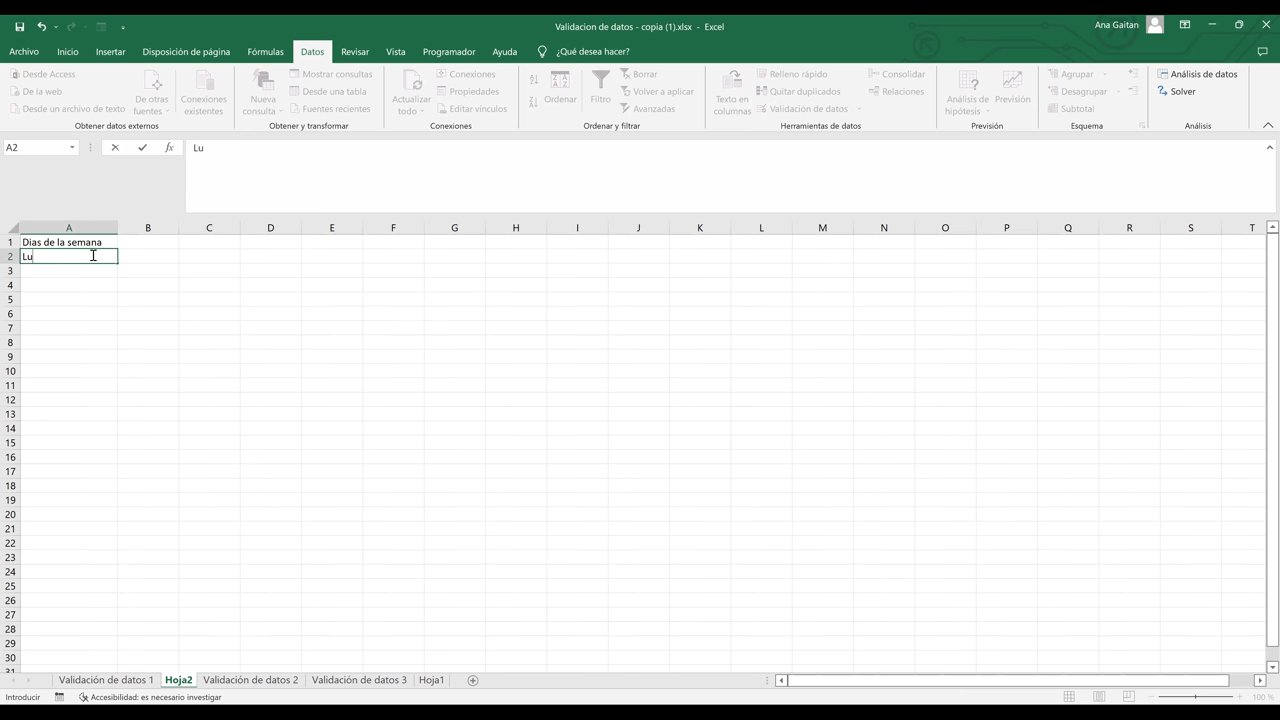 Validacion de datos - copia (1).xlsx - Excel
Ana Gaitan
Archivo Inicio Insertar Disposición de página Fórmulas Datos Revisar Vista Programador Ayuda ¿Qué desea hacer?
Desde Access
De la web
Desde un archivo de texto
De otras fuentes
Conexiones existentes
Obtener datos externos
Nueva consulta
Mostrar consultas
Desde una tabla
Fuentes recientes
Obtener y transformar
Actualizar todo
Conexiones
Propiedades
Editar vínculos
Conexiones
Ordenar
Filtro
Borrar
Volver a aplicar
Avanzadas
Ordenar y filtrar
Texto en columnas
Relleno rápido
Quitar duplicados
Validación de datos
Consolidar
Relaciones
Herramientas de datos
Análisis de hipótesis
Previsión
Previsión
Agrupar
Desagrupar
Subtotal
Esquema
Análisis de datos
Solver
Análisis
A2 fx Lu
A B C D E F G H I J K L M N O P Q R S T
1 Dias de la semana
2 Lu
3
4
5
6
7
8
9
10
11
12
13
14
15
16
17
18
19
20
21
22
23
24
25
26
27
28
29
30
31
Validación de datos 1 Hoja2 Validación de datos 2 Validación de datos 3 Hoja1
Introducir Accesibilidad: es necesario investigar 100 %